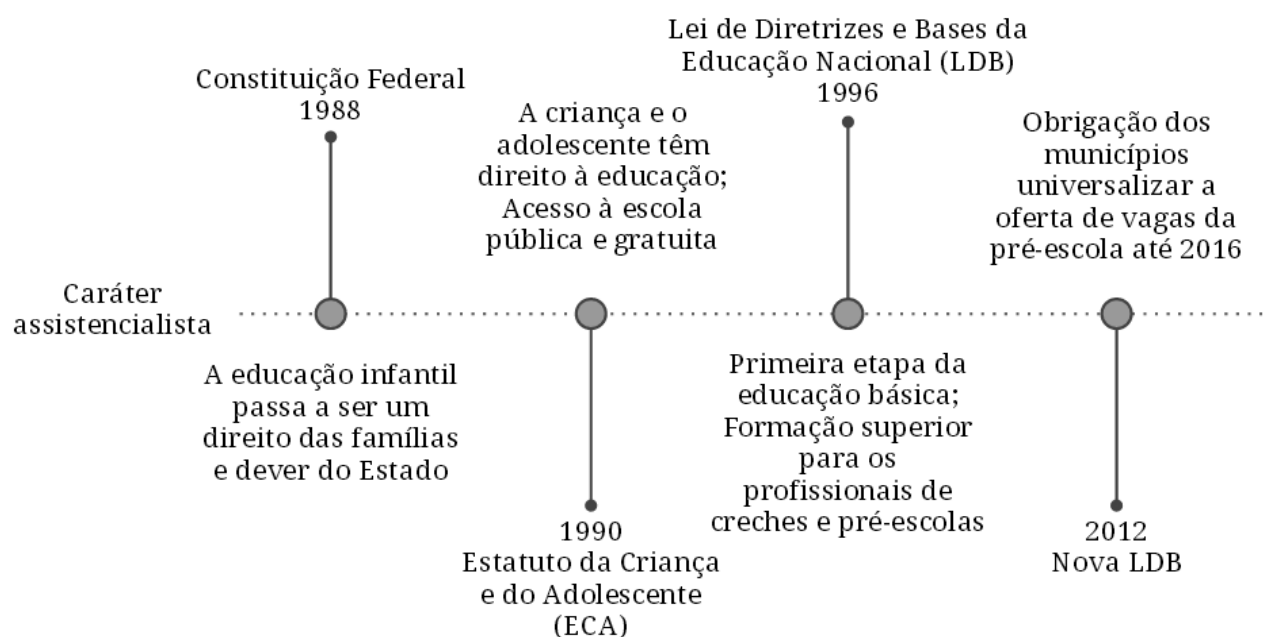 Caráter
assistencialista
Constituição Federal
1988
A educação infantil
passa a ser um
direito das famílias
e dever do Estado
A criança e o
adolescente têm
direito à educação;
Acesso à escola
pública e gratuita
1990
Estatuto da Criança
e do Adolescente
(ECA)
Lei de Diretrizes e Bases da
Educação Nacional (LDB)
1996
Primeira etapa da
educação básica;
Formação superior
para os
profissionais de
creches e pré-escolas
Obrigação dos
municípios
universalizar a
oferta de vagas da
pré-escola até 2016
2012
Nova LDB